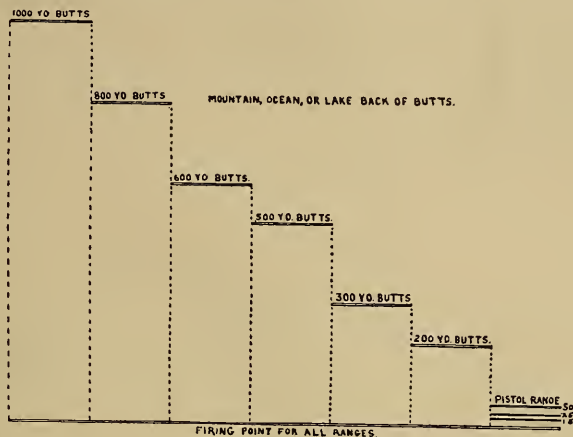 1000 YD BUTTS
800 YD BUTTS
MOUNTAIN, OCEAN, OR LAKE BACK OF BUTTS.
600 YD BUTTS.
500 YD. BUTTS
300 YD. BUTTS
200 YD. BUTTS.
PISTOL RANGE
50
FIRING POINT FOR ALL RANGES.